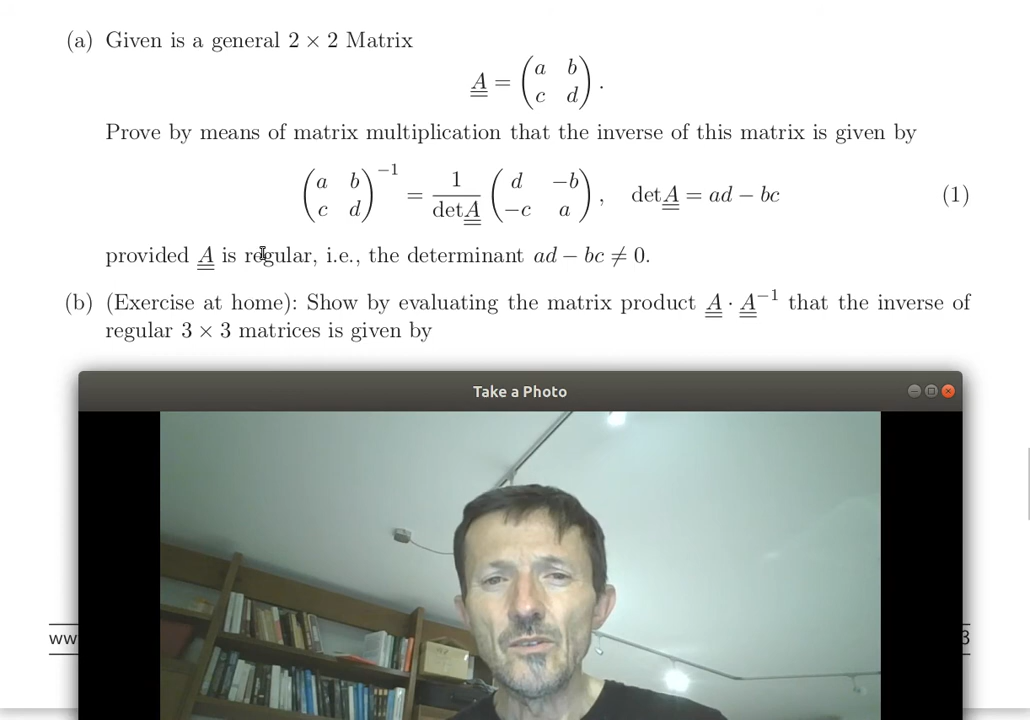 (a) Given is a general 2 × 2 Matrix
A = ( a b
c d ) .
Prove by means of matrix multiplication that the inverse of this matrix is given by
( a b
c d )⁻¹ = 1/detA ( d −b
−c a ) , detA = ad − bc (1)
provided A is regular, i.e., the determinant ad − bc ≠ 0.
(b) (Exercise at home): Show by evaluating the matrix product A · A⁻¹ that the inverse of
regular 3 × 3 matrices is given by
Take a Photo